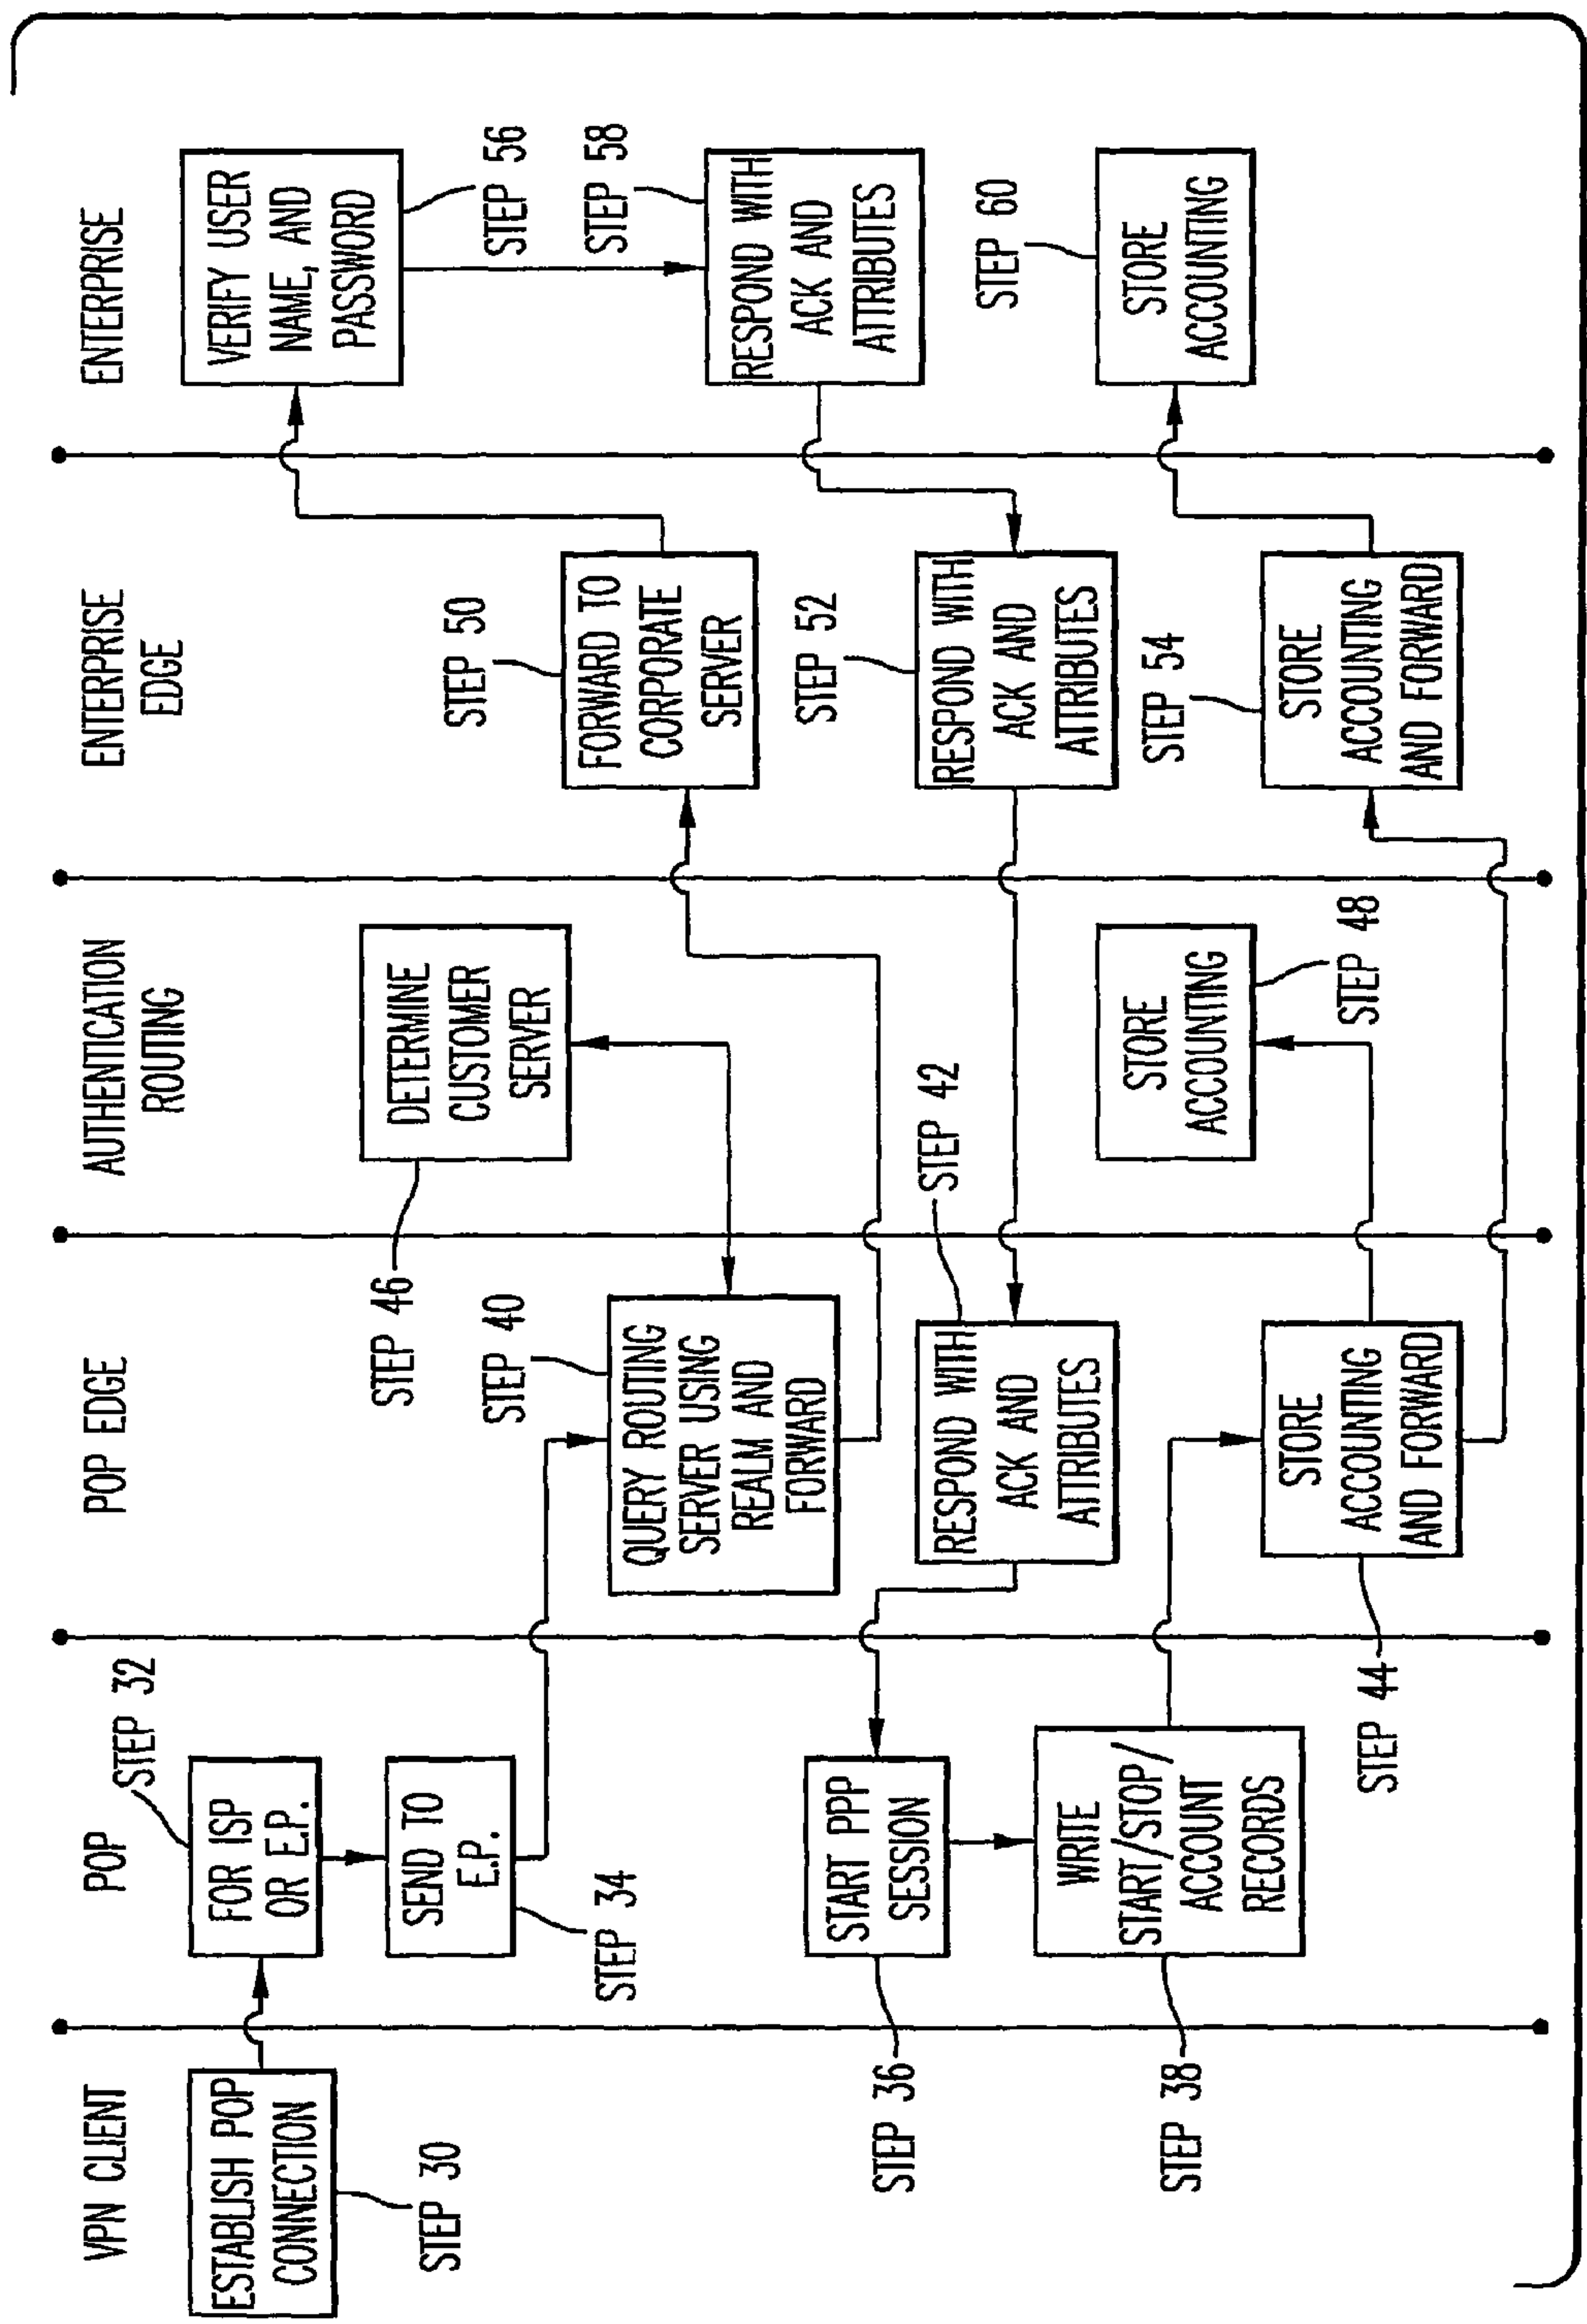 VPN CLIENT
POP
POP EDGE
AUTHENTICATION
ROUTING
ENTERPRISE
EDGE
ENTERPRISE
ESTABLISH POP
CONNECTION
STEP 30
STEP 32
FOR ISP
OR E.P.
SEND TO
E.P.
STEP 34
START PPP
SESSION
STEP 36
WRITE
START/STOP/
ACCOUNT
RECORDS
STEP 38
STEP 40
QUERY ROUTING
SERVER USING
REALM AND
FORWARD
STEP 42
RESPOND WITH
ACK AND
ATTRIBUTES
STORE
ACCOUNTING
AND FORWARD
STEP 44
DETERMINE
CUSTOMER
SERVER
STEP 46
STORE
ACCOUNTING
STEP 48
STEP 50
FORWARD TO
CORPORATE
SERVER
STEP 52
RESPOND WITH
ACK AND
ATTRIBUTES
STEP 54
STORE
ACCOUNTING
AND FORWARD
VERIFY USER
NAME, AND
PASSWORD
STEP 56
STEP 58
RESPOND WITH
ACK AND
ATTRIBUTES
STEP 60
STORE
ACCOUNTING